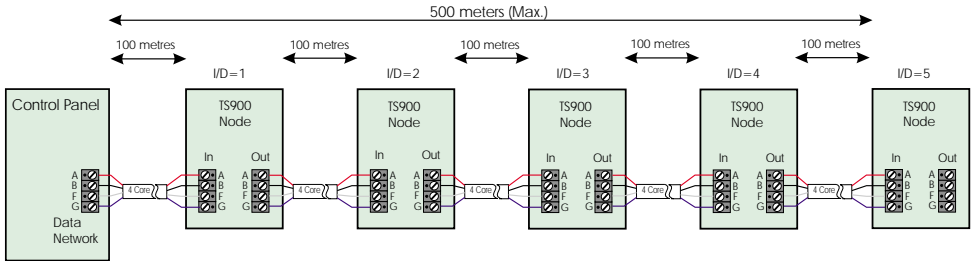 500 meters (Max.)
100 metres
100 metres
100 metres
100 metres
100 metres
I/D=1
I/D=2
I/D=3
I/D=4
I/D=5
Control Panel
TS900
Node
TS900
Node
TS900
Node
TS900
Node
TS900
Node
In
Out
In
Out
In
Out
In
Out
In
Out
A
B
F
G
4 Core
A
B
F
G
A
B
F
G
4 Core
A
B
F
G
A
B
F
G
4 Core
A
B
F
G
A
B
F
G
4 Core
A
B
F
G
A
B
F
G
4 Core
A
B
F
G
A
B
F
G
Data
Network